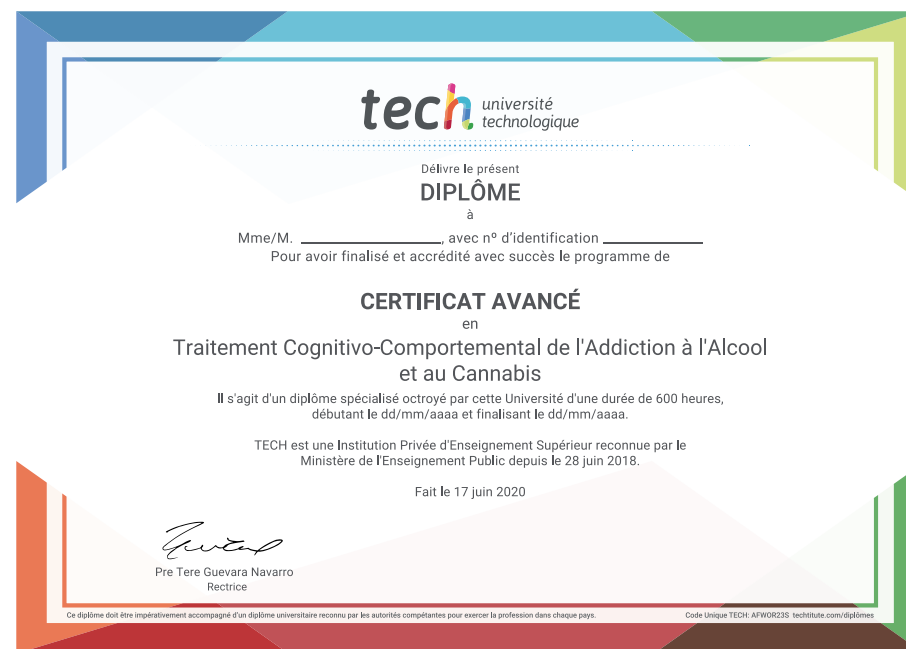 tech université
technologique
Délivre le présent
DIPLÔME
à
Mme/M. ____________________, avec nº d'identification ______________
Pour avoir finalisé et accrédité avec succès le programme de
CERTIFICAT AVANCÉ
en
Traitement Cognitivo-Comportemental de l'Addiction à l'Alcool
et au Cannabis
Il s'agit d'un diplôme spécialisé octroyé par cette Université d'une durée de 600 heures,
débutant le dd/mm/aaaa et finalisant le dd/mm/aaaa.
TECH est une Institution Privée d'Enseignement Supérieur reconnue par le
Ministère de l'Enseignement Public depuis le 28 juin 2018.
Fait le 17 juin 2020
Pre Tere Guevara Navarro
Rectrice
Ce diplôme doit être impérativement accompagné d'un diplôme universitaire reconnu par les autorités compétentes pour exercer la profession dans chaque pays.
Code Unique TECH: AFWOR23S techtitute.com/diplômes